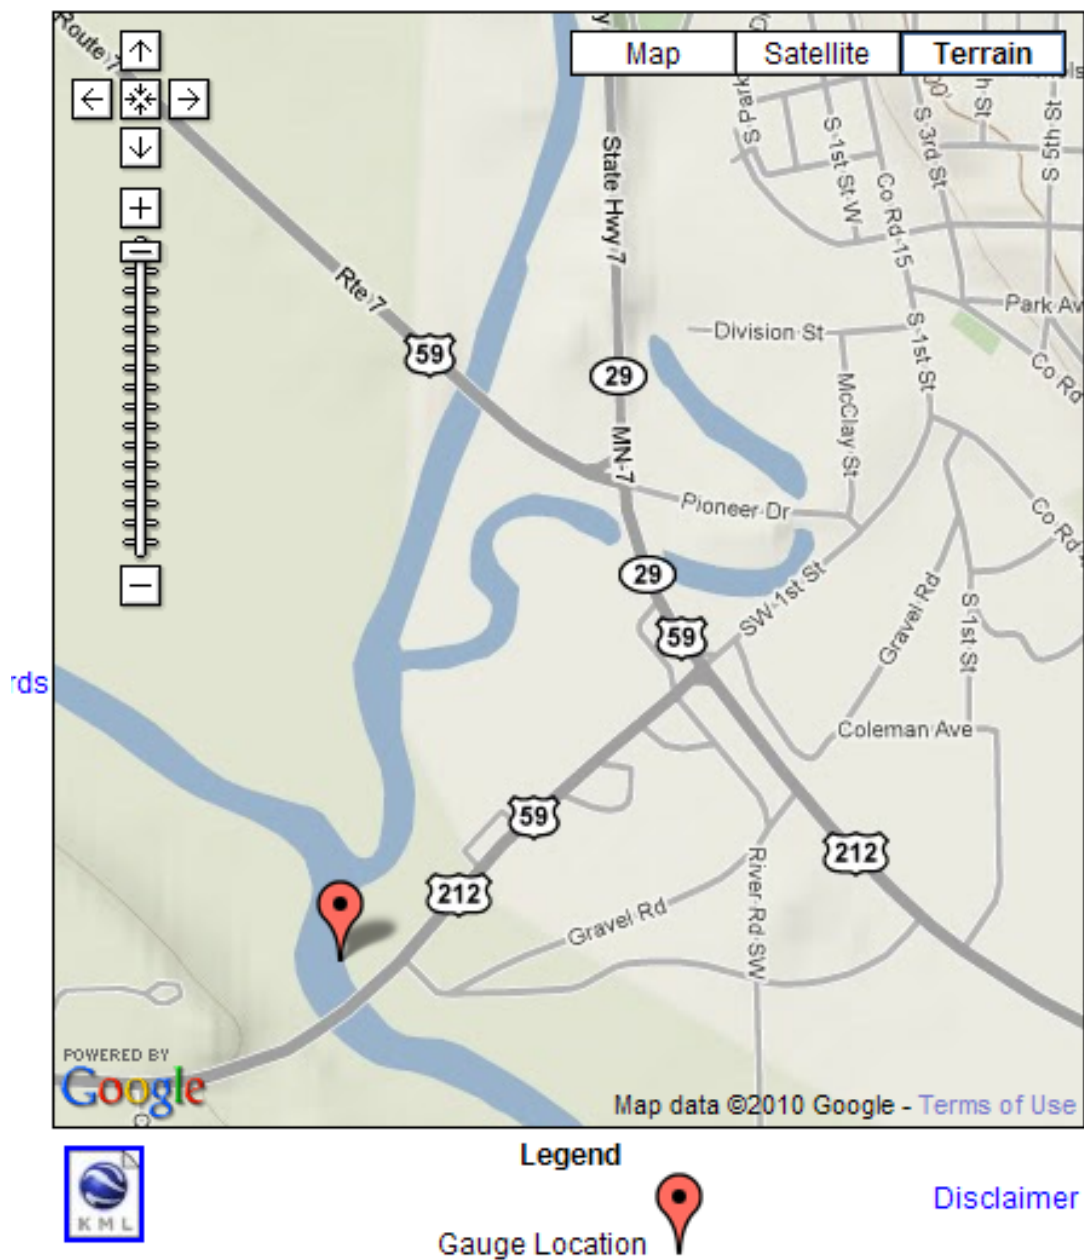 Route 7
Map
Satellite
Terrain
S Park
S 1st St W
S 3rd St
h St
S 5th St
State Hwy 7
Co Rd 15
Rte 7
59
29
Division St
Park Av
S 1st St
Co Rd
McClay St
MN-7
Pioneer Dr
Co Rd
29
SW 1st St
Gravel Rd
S 1st St
59
rds
Coleman Ave
59
212
212
River Rd SW
Gravel Rd
POWERED BY
Google
Map data ©2010 Google - Terms of Use
Legend
KML
Disclaimer
Gauge Location